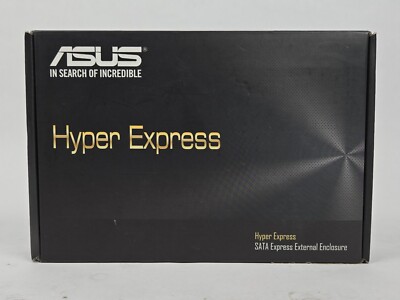 ASUS
IN SEARCH OF INCREDIBLE
Hyper Express
Hyper Express
SATA Express External Enclosure